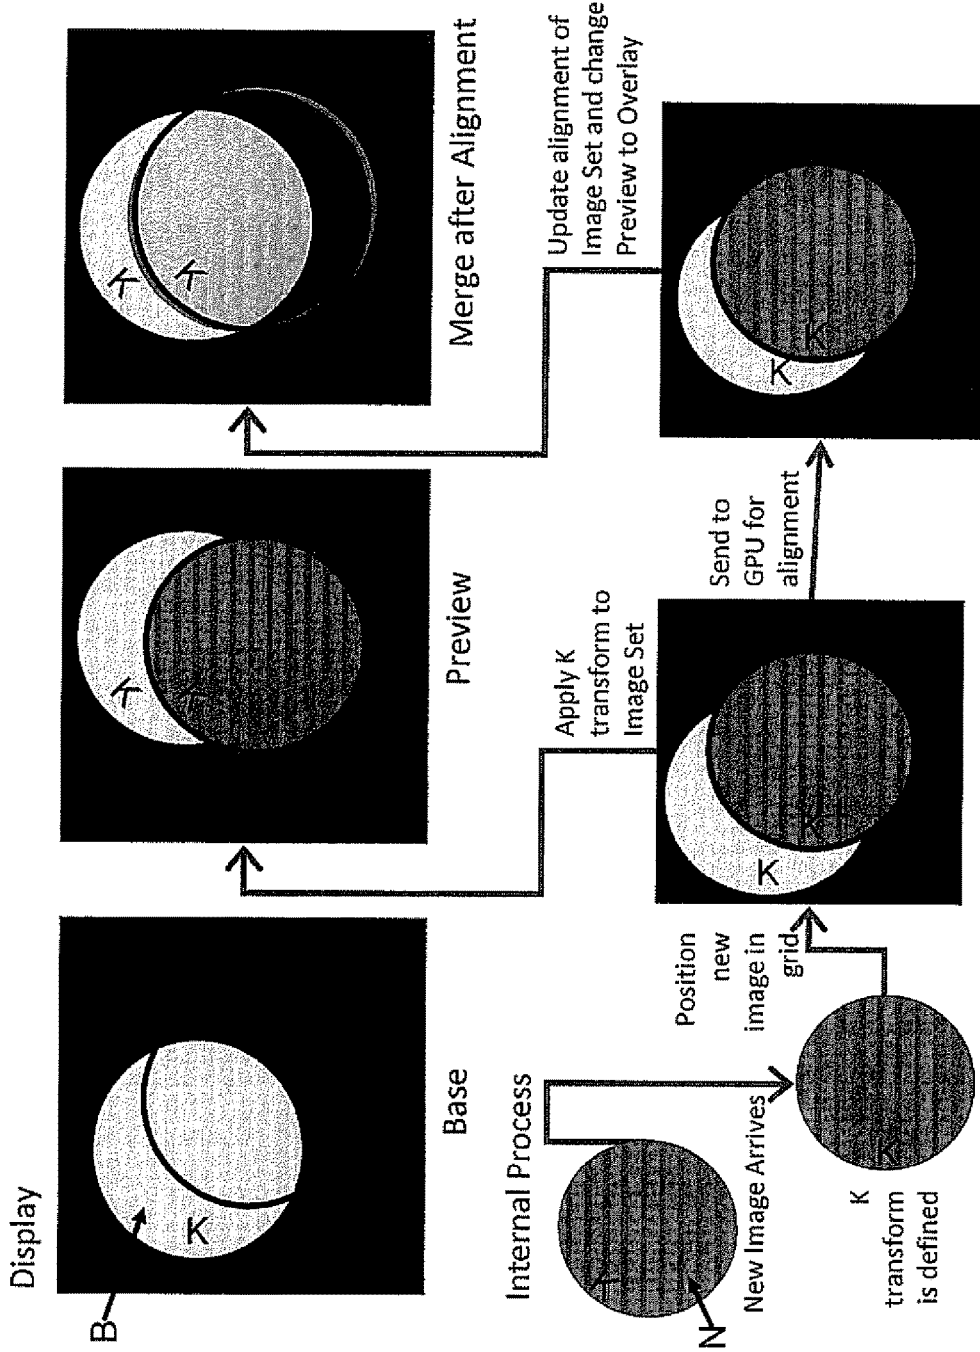 Display
B
K
Base
K
K
Preview
K
K
Merge after Alignment
Internal Process
K
N
New Image Arrives
K
transform
is defined
K
Position
new
image in
grid
K
K
Apply K
transform to
Image Set
Send to
GPU for
alignment
K
K
Update alignment of
Image Set and change
Preview to Overlay